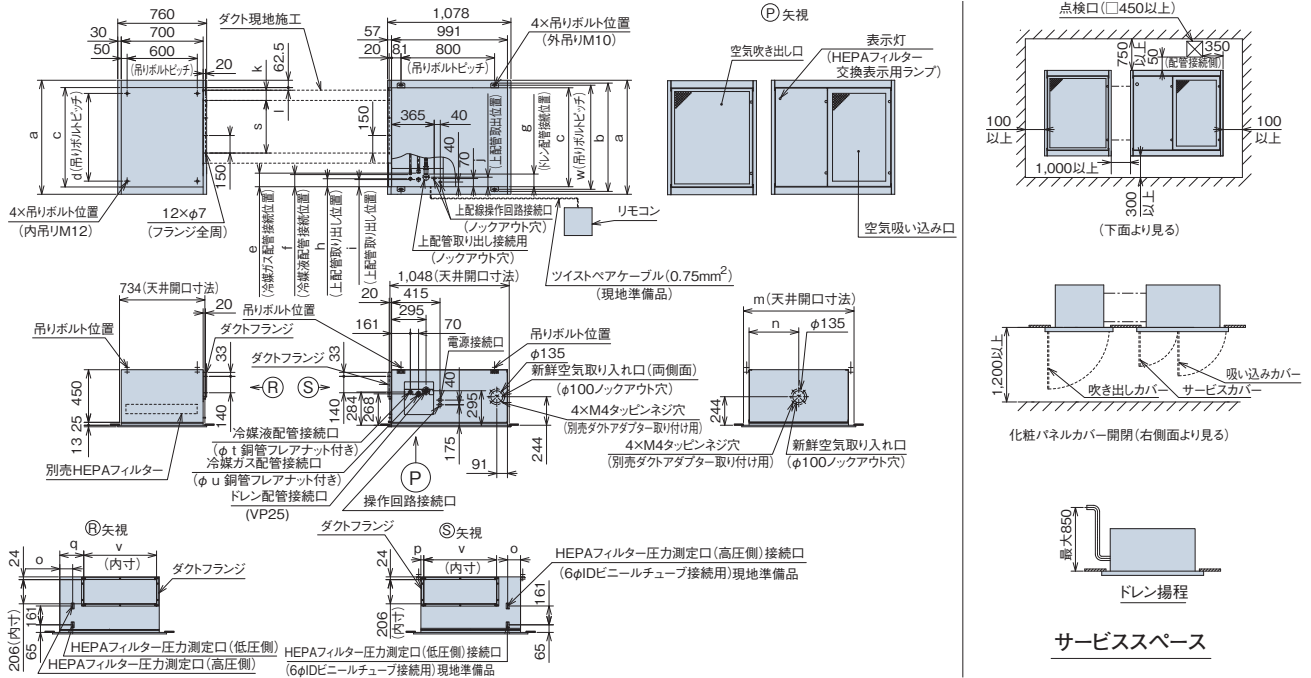 760
30
700
50
600
(吊りボルトピッチ)
20
k
62.5
l
ダクト現地施工
a
c
d(吊りボルトピッチ)
s
150
150
4×吊りボルト位置
(内吊りM12)
12×φ7
(フランジ全周)
1,078
57
991
20
81
800
(吊りボルトピッチ)
4×吊りボルト位置
(外吊りM10)
365
40
40
70
j
(上配管取出位置)
g
(ドレン配管接続位置)
c
w(吊りボルトピッチ)
b
a
e
(冷媒ガス配管接続位置)
f
(冷媒液配管接続位置)
h
(上配管取り出し位置)
i
(上配管取り出し位置)
上配線操作回路接続口
(ノックアウト穴)
上配管取り出し接続用
(ノックアウト穴)
リモコン
ツイストペアケーブル(0.75mm²)
(現地準備品)
Ⓟ矢視
空気吹き出し口
表示灯
(HEPAフィルター
交換表示用ランプ)
空気吸い込み口
点検口(□450以上)
750以上
50
350
(配管接続側)
100
以上
100
以上
1,000以上
300
以上
(下面より見る)
734(天井開口寸法)
20
吊りボルト位置
ダクトフランジ
33
450
25
13
140
別売HEPAフィルター
Ⓡ
Ⓢ
1,048(天井開口寸法)
20
415
295
161
70
吊りボルト位置
電源接続口
吊りボルト位置
ダクトフランジ
33
140
284
268
40
295
175
91
244
φ135
新鮮空気取り入れ口(両側面)
(φ100ノックアウト穴)
4×M4タッピンネジ穴
(別売ダクトアダプター取り付け用)
冷媒液配管接続口
(φt 銅管フレアナット付き)
冷媒ガス配管接続口
(φu 銅管フレアナット付き)
ドレン配管接続口
(VP25)
Ⓟ
操作回路接続口
m(天井開口寸法)
n
φ135
244
4×M4タッピンネジ穴
(別売ダクトアダプター取り付け用)
新鮮空気取り入れ口
(φ100ノックアウト穴)
1,200以上
吹き出しカバー
サービスカバー
吸い込みカバー
化粧パネルカバー開閉(右側面より見る)
Ⓡ矢視
24
o
q
v
(内寸)
ダクトフランジ
206(内寸)
161
65
HEPAフィルター圧力測定口(低圧側)
HEPAフィルター圧力測定口(高圧側)
Ⓢ矢視
ダクトフランジ
24
p
v
(内寸)
o
206
(内寸)
161
65
HEPAフィルター圧力測定口(高圧側)接続口
(6φIDビニールチューブ接続用)現地準備品
HEPAフィルター圧力測定口(低圧側)接続口
(6φIDビニールチューブ接続用)現地準備品
最大850
ドレン揚程
サービススペース